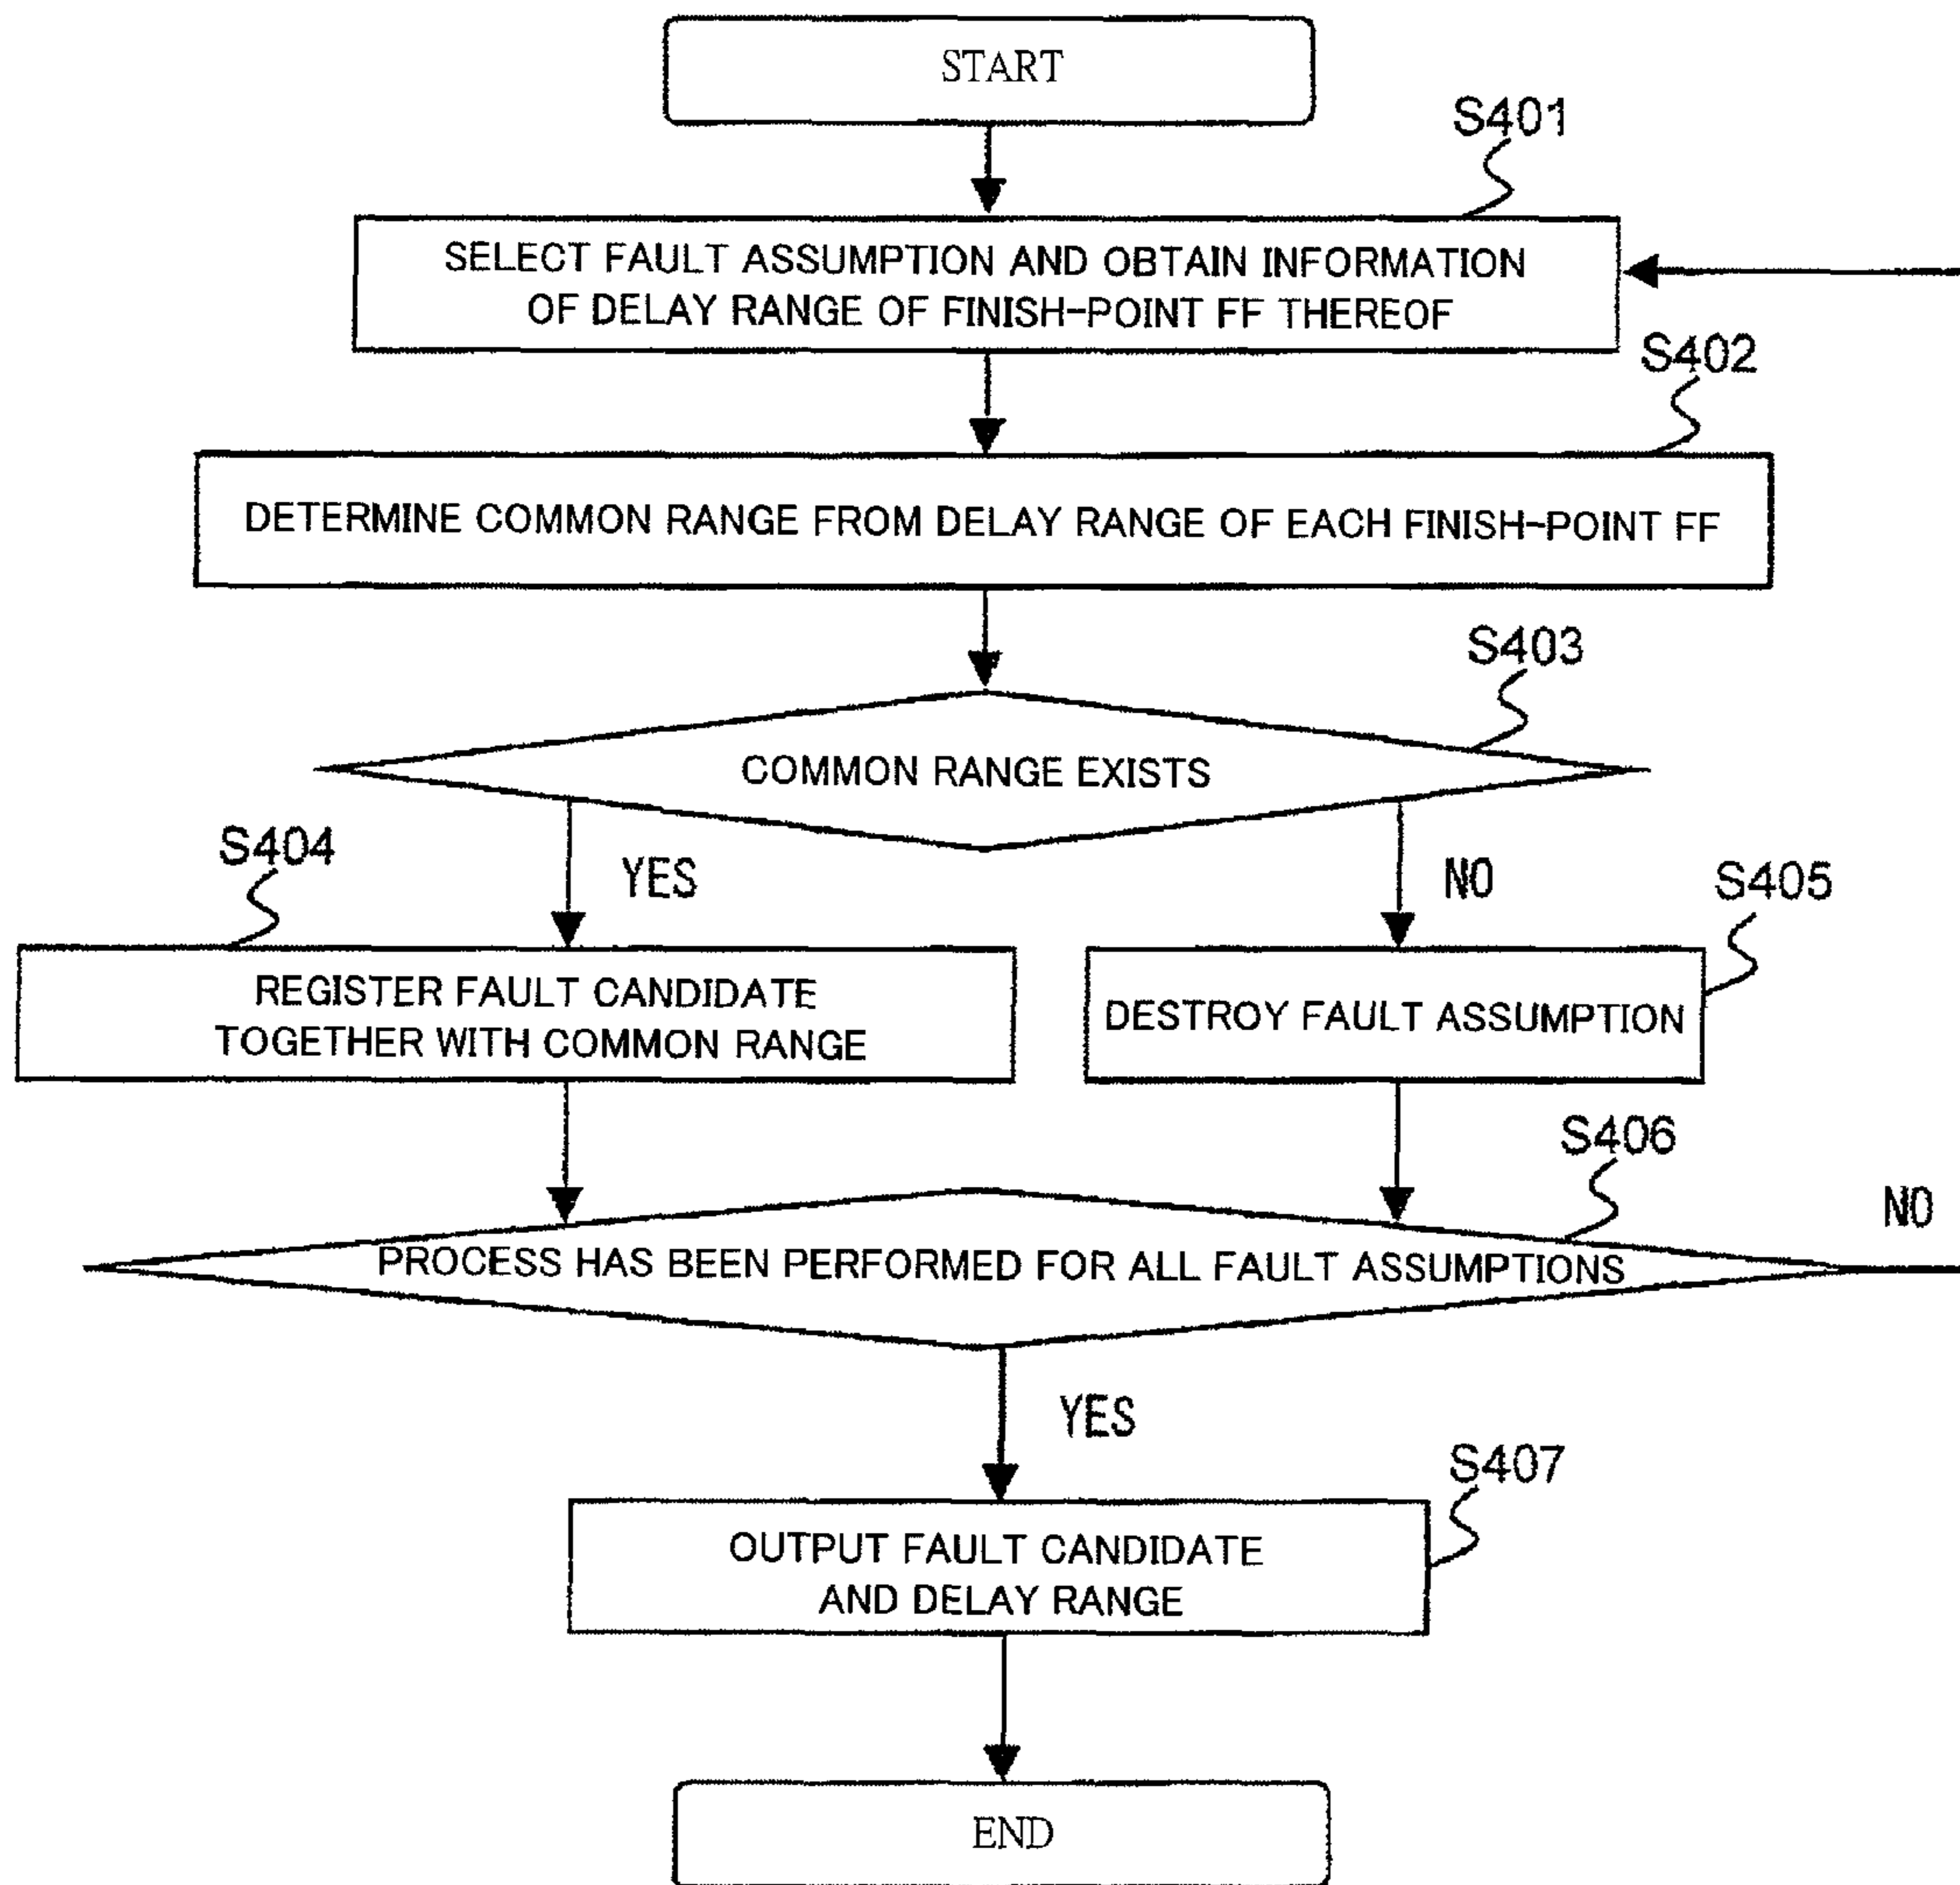 START
S401
SELECT FAULT ASSUMPTION AND OBTAIN INFORMATION
OF DELAY RANGE OF FINISH-POINT FF THEREOF
S402
DETERMINE COMMON RANGE FROM DELAY RANGE OF EACH FINISH-POINT FF
S403
COMMON RANGE EXISTS
S404
YES
NO
S405
REGISTER FAULT CANDIDATE
TOGETHER WITH COMMON RANGE
DESTROY FAULT ASSUMPTION
S406
NO
PROCESS HAS BEEN PERFORMED FOR ALL FAULT ASSUMPTIONS
YES
S407
OUTPUT FAULT CANDIDATE
AND DELAY RANGE
END